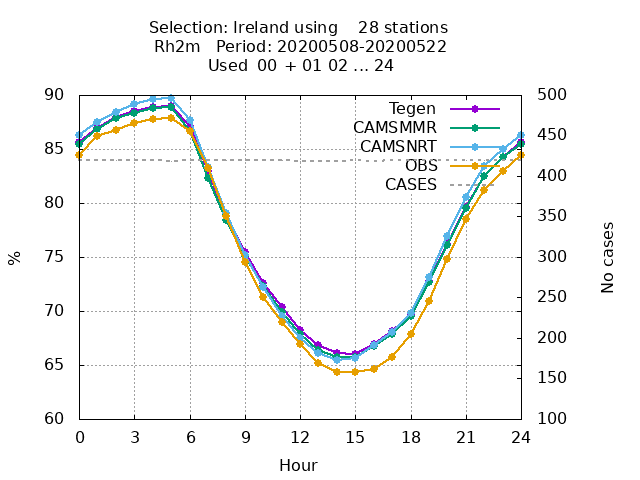 Selection: Ireland using    28 stations
Rh2m   Period: 20200508-20200522
Used  00 + 01 02 ... 24
Tegen
CAMSMMR
CAMSNRT
OBS
CASES
90
85
80
75
70
65
60
%
500
450
400
350
300
250
200
150
100
No cases
0 3 6 9 12 15 18 21 24
Hour